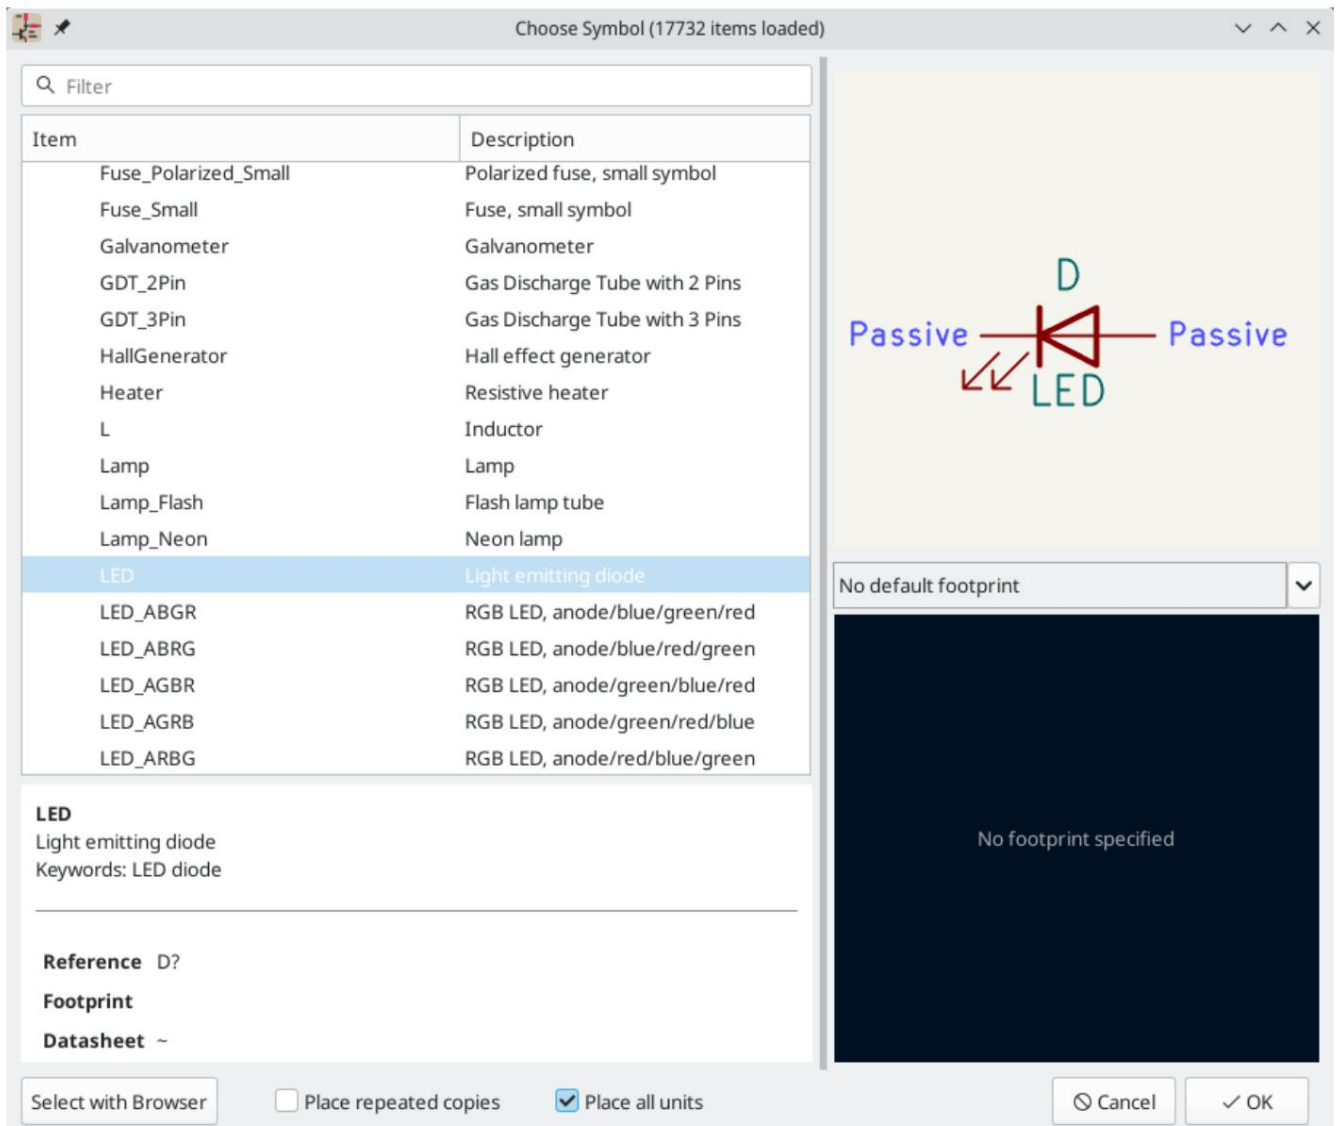 Choose Symbol (17732 items loaded)
Filter
Item Description
Fuse_Polarized_Small Polarized fuse, small symbol
Fuse_Small Fuse, small symbol
Galvanometer Galvanometer
GDT_2Pin Gas Discharge Tube with 2 Pins
GDT_3Pin Gas Discharge Tube with 3 Pins
HallGenerator Hall effect generator
Heater Resistive heater
L Inductor
Lamp Lamp
Lamp_Flash Flash lamp tube
Lamp_Neon Neon lamp
LED Light emitting diode
LED_ABGR RGB LED, anode/blue/green/red
LED_ABRG RGB LED, anode/blue/red/green
LED_AGBR RGB LED, anode/green/blue/red
LED_AGRB RGB LED, anode/green/red/blue
LED_ARBG RGB LED, anode/red/blue/green
LED
Light emitting diode
Keywords: LED diode
Reference D?
Footprint
Datasheet ~
D
Passive Passive
LED
No default footprint
No footprint specified
Select with Browser Place repeated copies Place all units Cancel OK